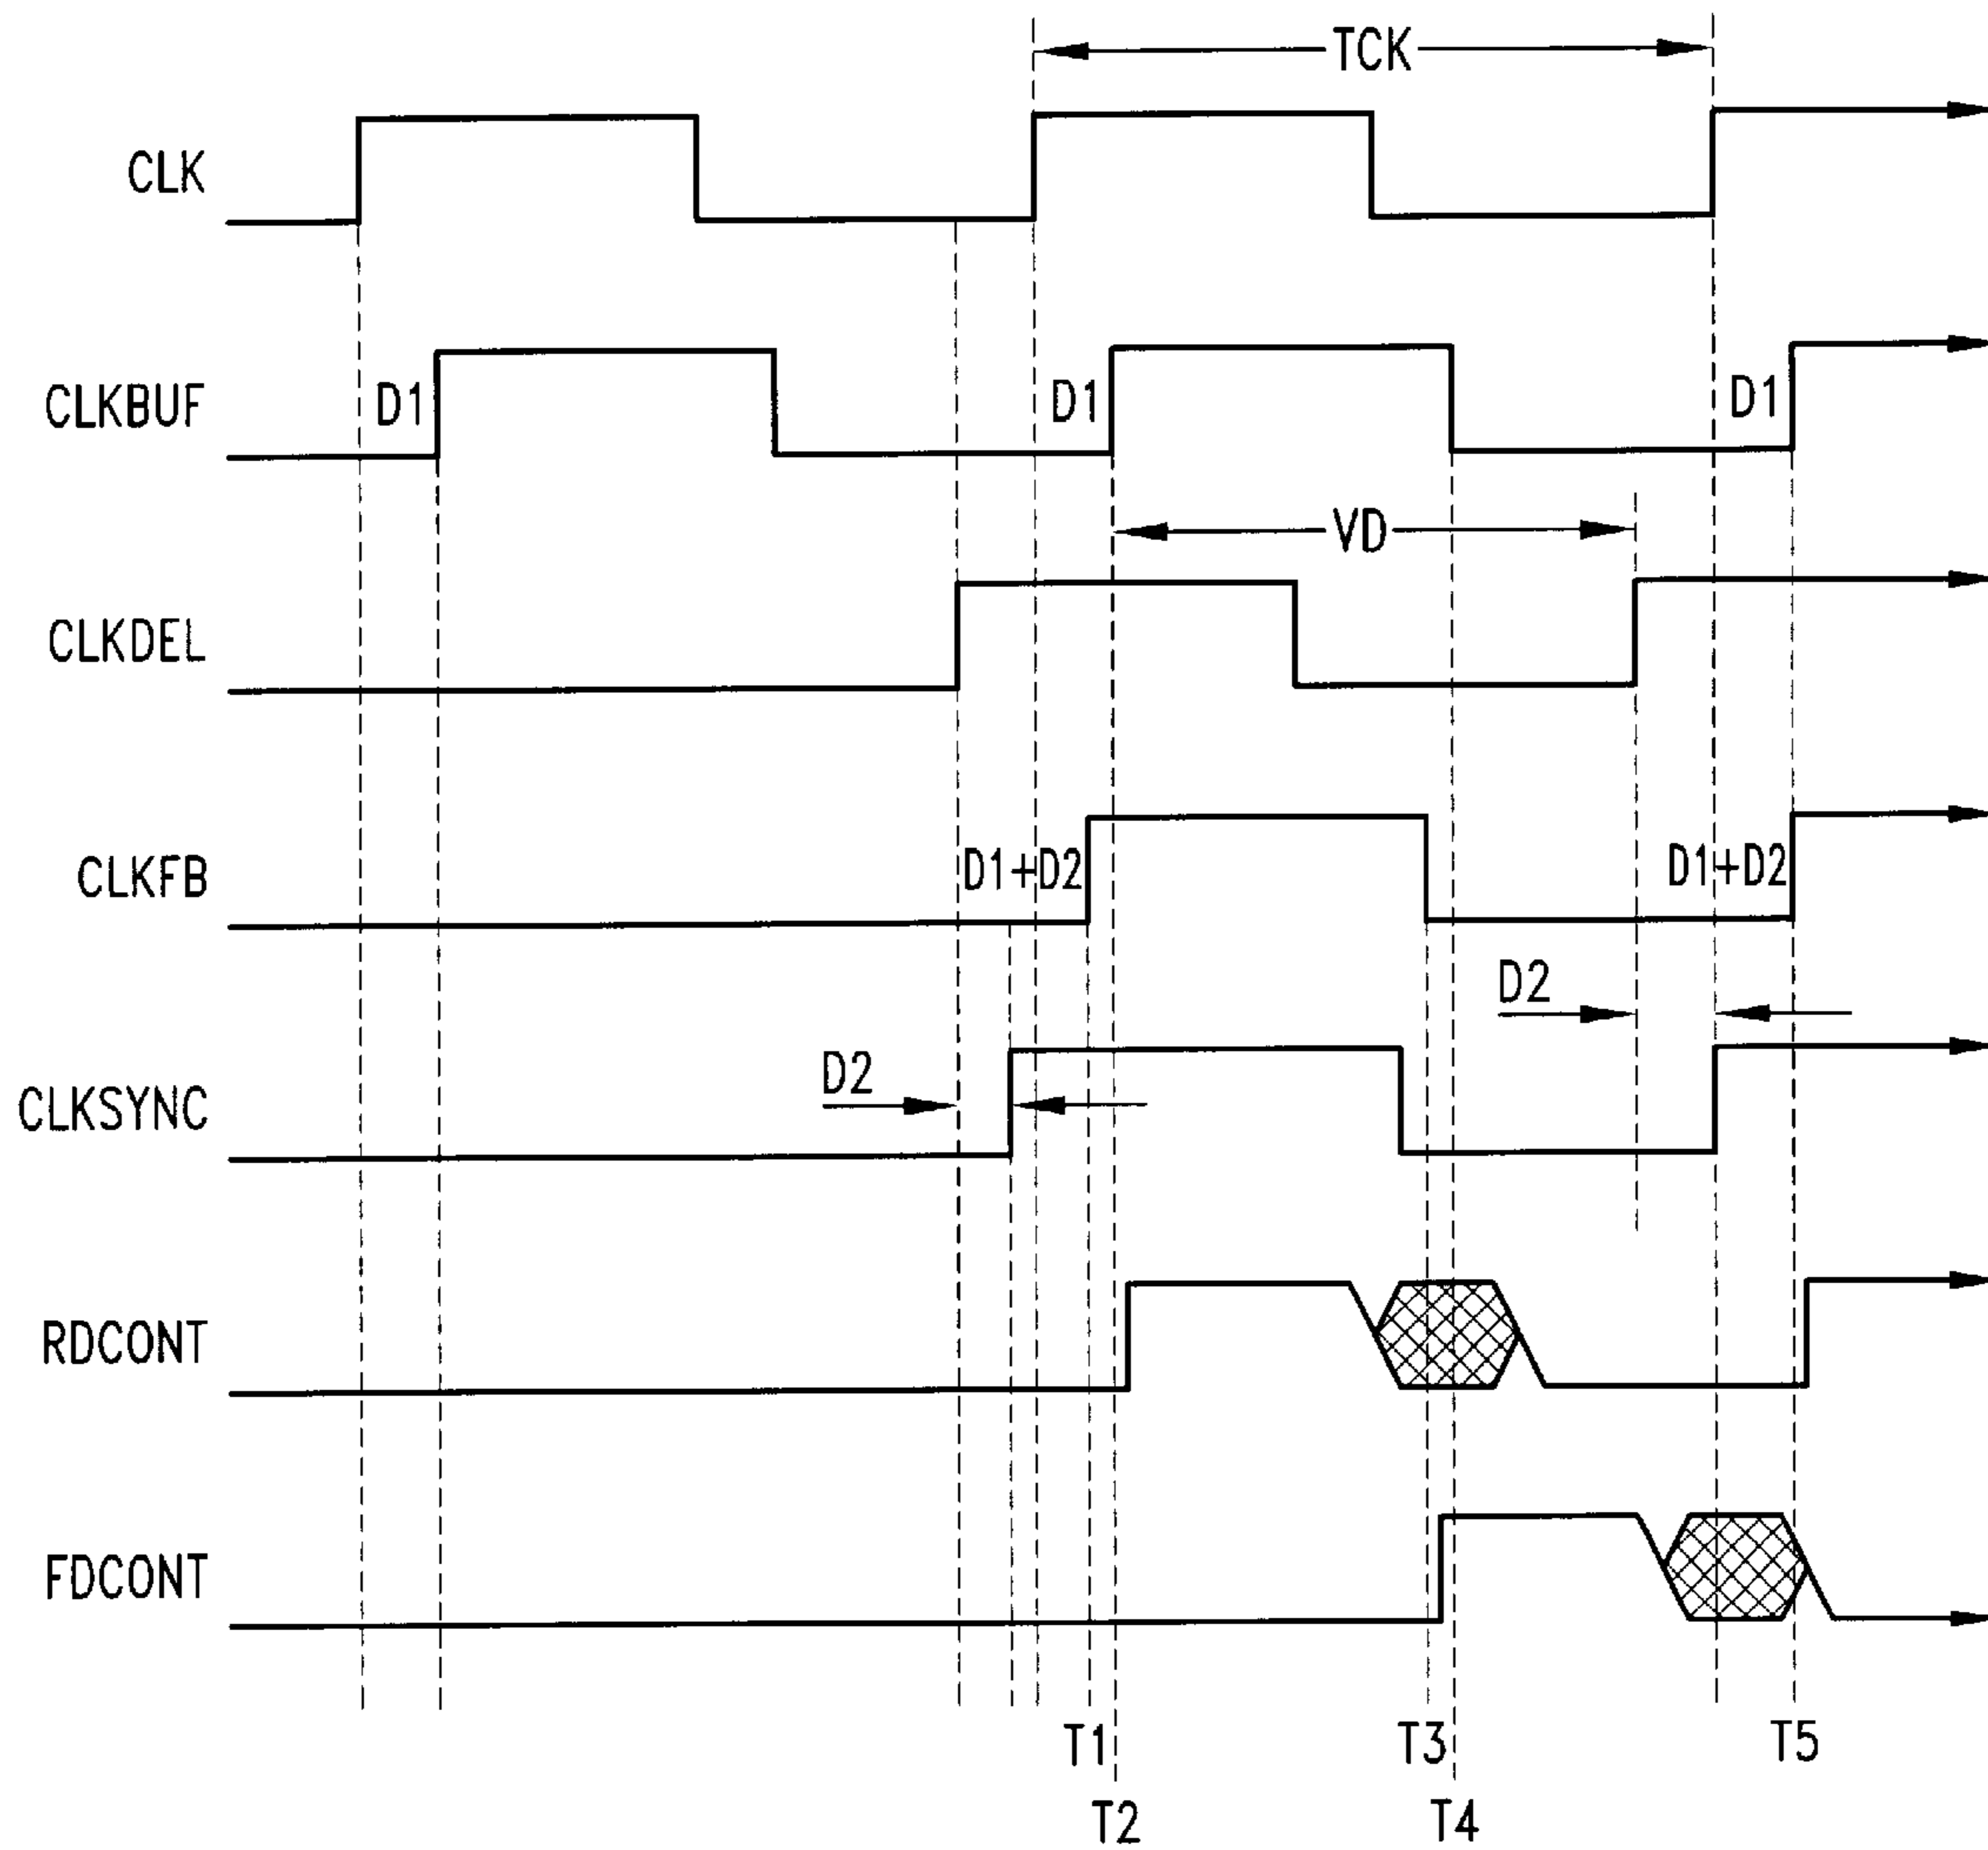 TCK
CLK
CLKBUF
D1
D1
D1
VD
CLKDEL
CLKFB
D1+D2
D1+D2
D2
D2
CLKSYNC
RDCONT
FDCONT
T1
T3
T5
T2
T4